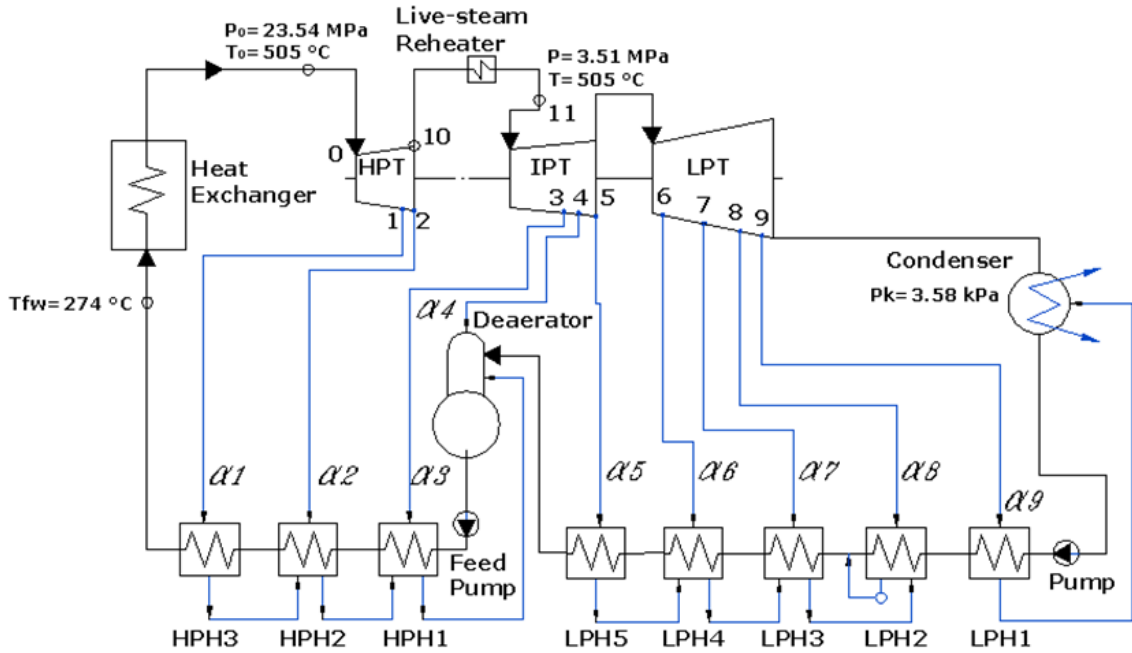 P₀= 23.54 MPa
T₀= 505 °C
Live-steam
Reheater
P= 3.51 MPa
T= 505 °C
11
10
0
HPT
IPT
LPT
Heat
Exchanger
1
2
3
4
5
6
7
8
9
Condenser
Pk= 3.58 kPa
Tfw= 274 °C
α4
Deaerator
α1
α2
α3
α5
α6
α7
α8
α9
Feed
Pump
Pump
HPH3
HPH2
HPH1
LPH5
LPH4
LPH3
LPH2
LPH1